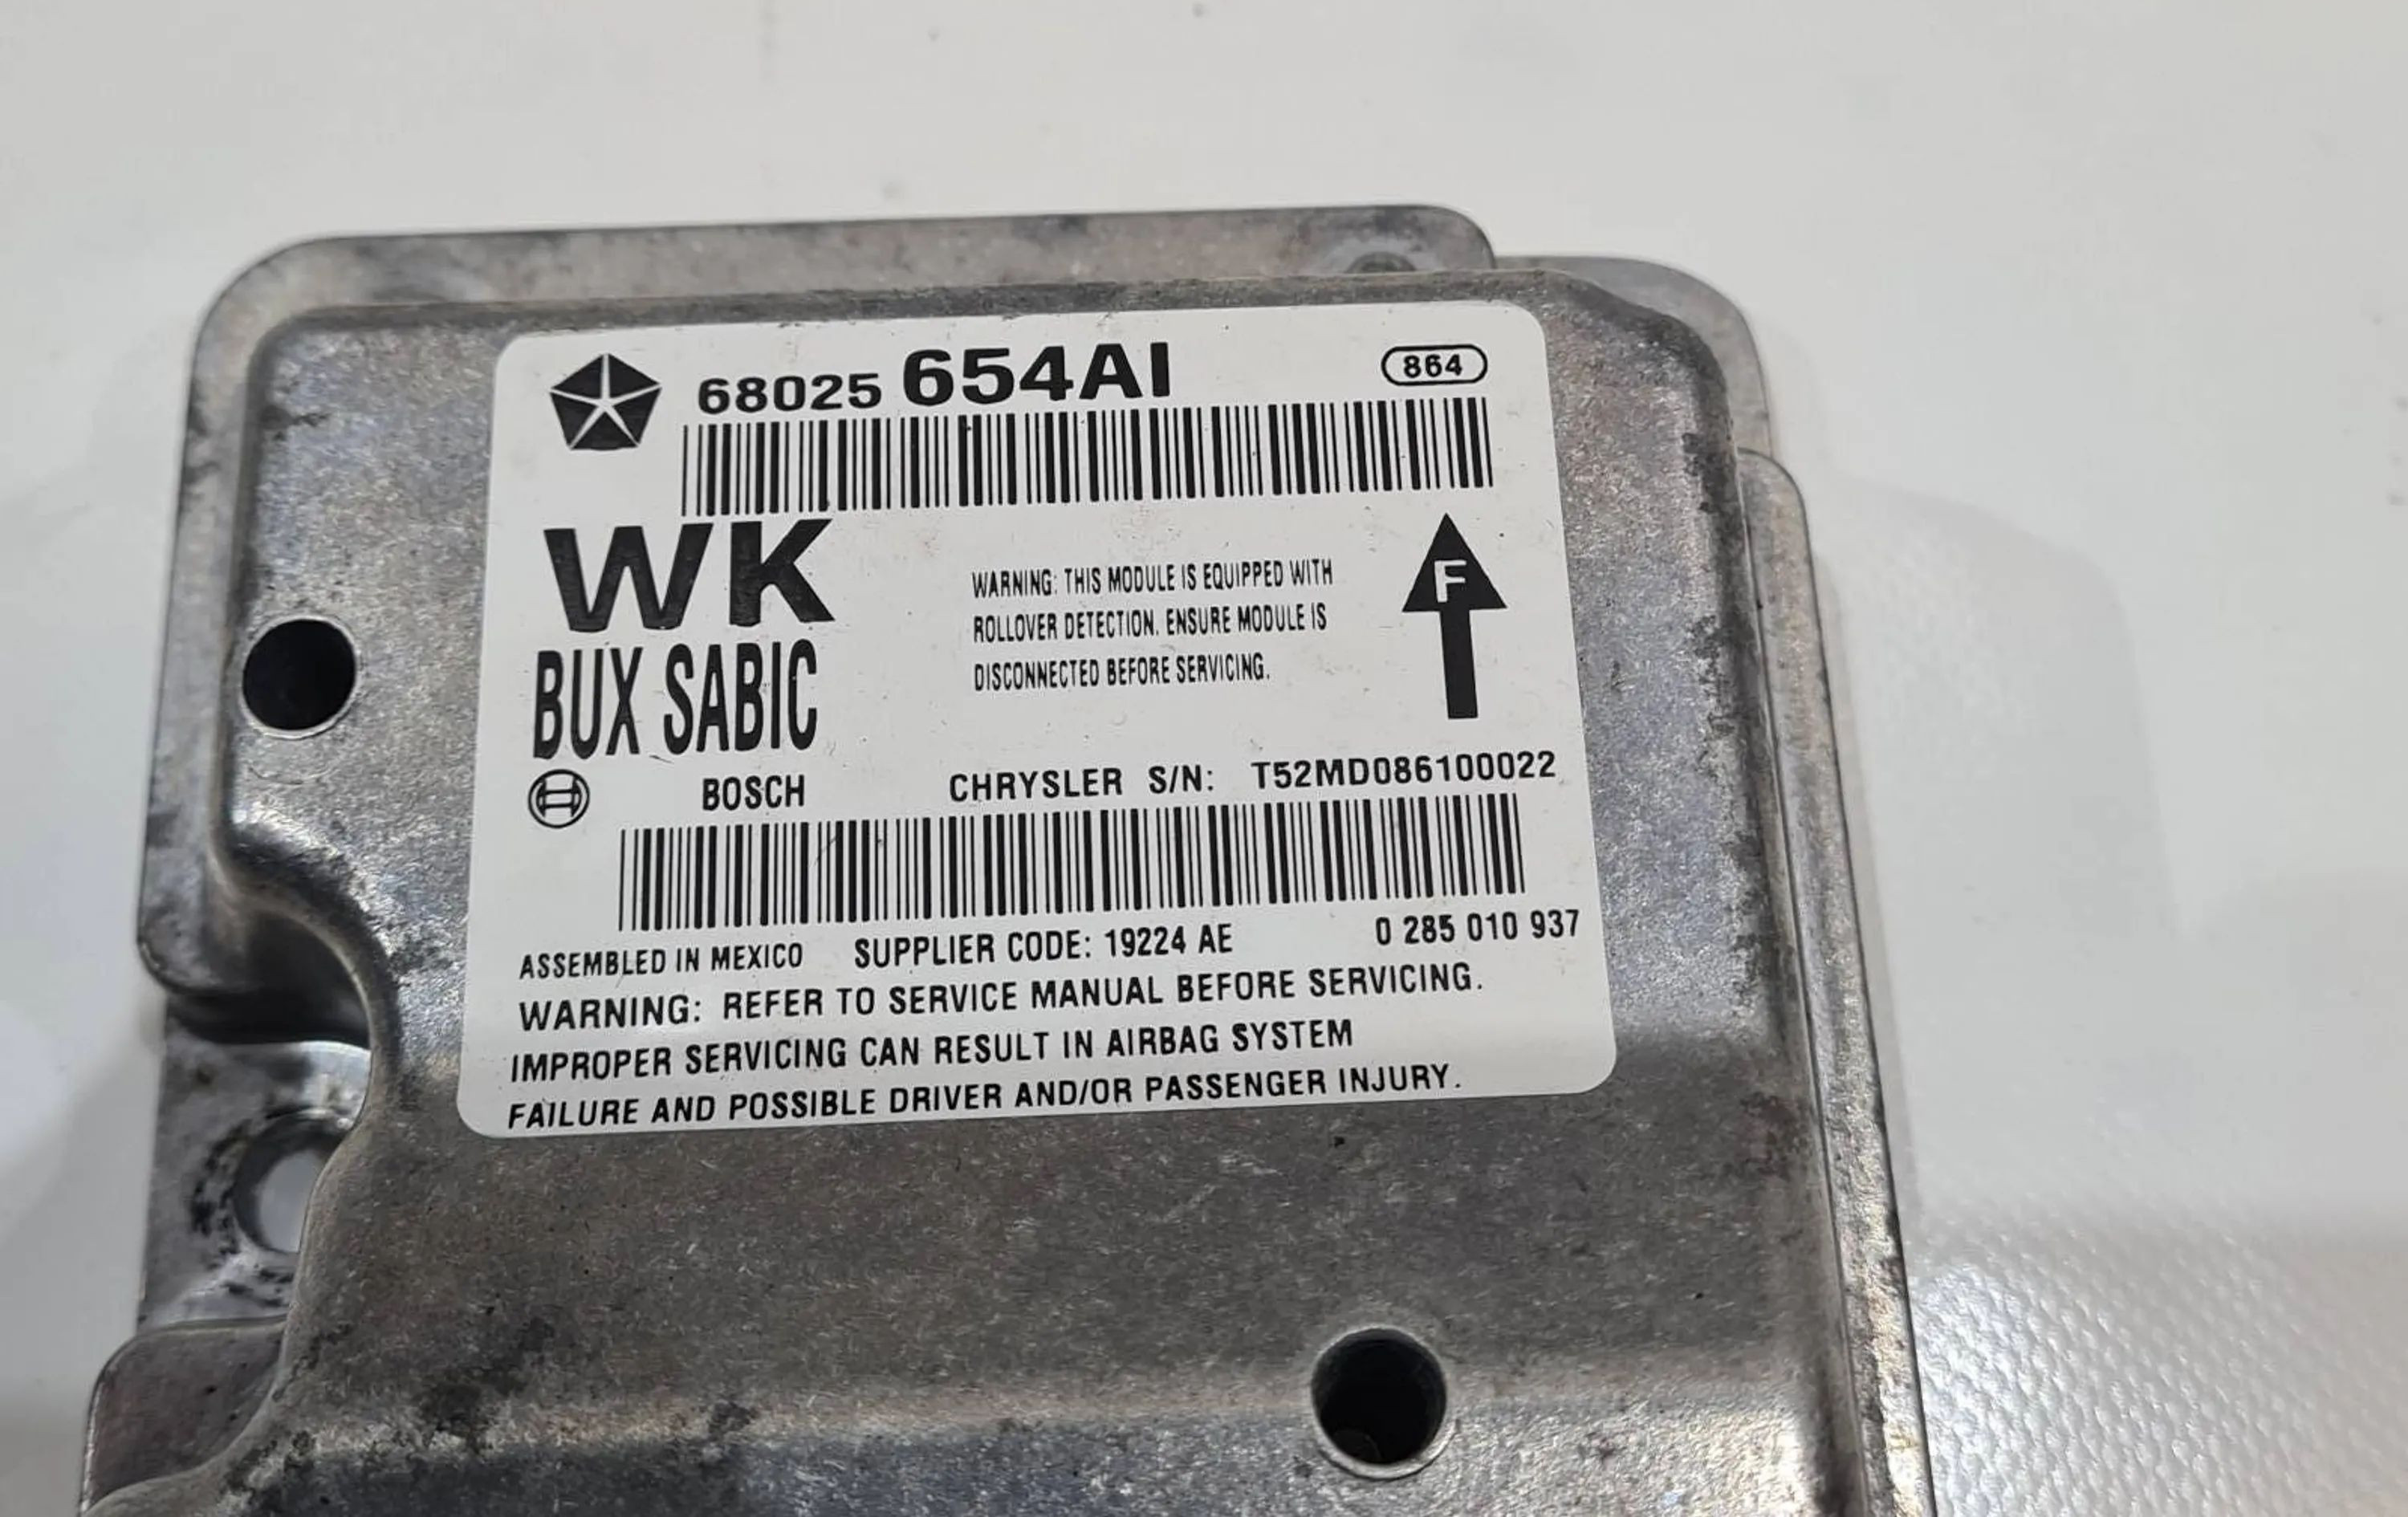 68025 654AI 864
WK
BUX SABIC
WARNING: THIS MODULE IS EQUIPPED WITH
ROLLOVER DETECTION. ENSURE MODULE IS
DISCONNECTED BEFORE SERVICING.
F
BOSCH CHRYSLER S/N: T52MD086100022
ASSEMBLED IN MEXICO SUPPLIER CODE: 19224 AE 0 285 010 937
WARNING: REFER TO SERVICE MANUAL BEFORE SERVICING.
IMPROPER SERVICING CAN RESULT IN AIRBAG SYSTEM
FAILURE AND POSSIBLE DRIVER AND/OR PASSENGER INJURY.